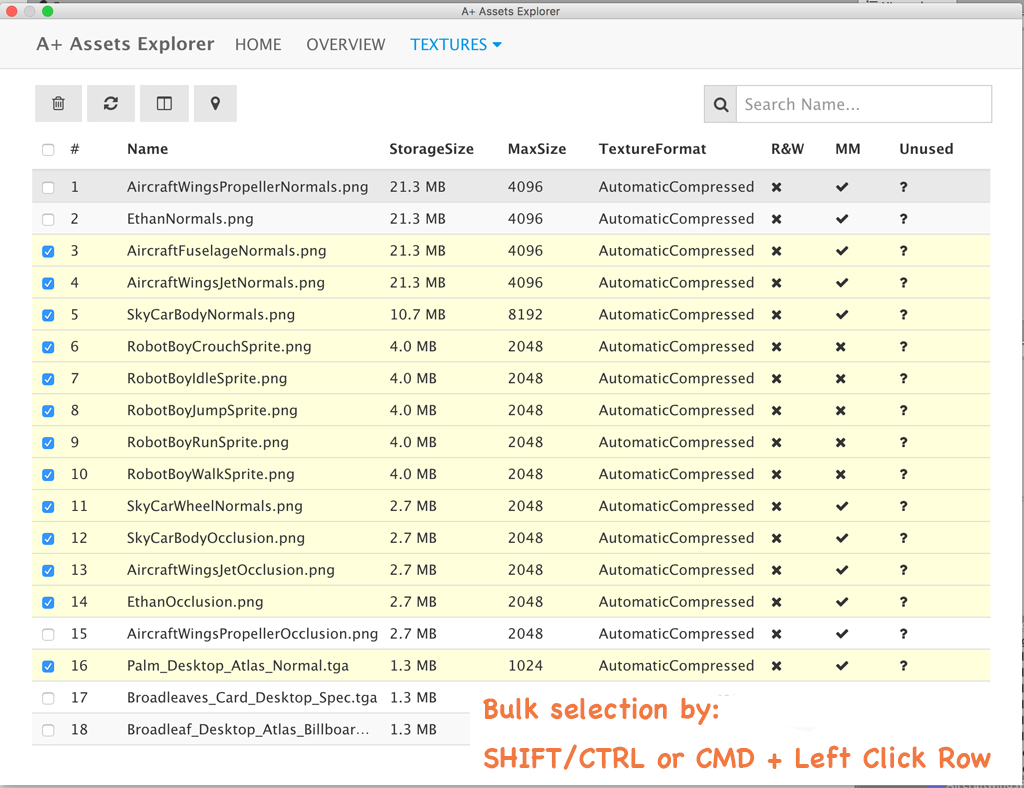 A+ Assets Explorer
A+ Assets Explorer HOME OVERVIEW TEXTURES
Search Name...
# Name StorageSize MaxSize TextureFormat R&W MM Unused
1 AircraftWingsPropellerNormals.png 21.3 MB 4096 AutomaticCompressed ✖ ✔ ?
2 EthanNormals.png 21.3 MB 4096 AutomaticCompressed ✖ ✔ ?
3 AircraftFuselageNormals.png 21.3 MB 4096 AutomaticCompressed ✖ ✔ ?
4 AircraftWingsJetNormals.png 21.3 MB 4096 AutomaticCompressed ✖ ✔ ?
5 SkyCarBodyNormals.png 10.7 MB 8192 AutomaticCompressed ✖ ✔ ?
6 RobotBoyCrouchSprite.png 4.0 MB 2048 AutomaticCompressed ✖ ✖ ?
7 RobotBoyIdleSprite.png 4.0 MB 2048 AutomaticCompressed ✖ ✖ ?
8 RobotBoyJumpSprite.png 4.0 MB 2048 AutomaticCompressed ✖ ✖ ?
9 RobotBoyRunSprite.png 4.0 MB 2048 AutomaticCompressed ✖ ✖ ?
10 RobotBoyWalkSprite.png 4.0 MB 2048 AutomaticCompressed ✖ ✖ ?
11 SkyCarWheelNormals.png 2.7 MB 2048 AutomaticCompressed ✖ ✔ ?
12 SkyCarBodyOcclusion.png 2.7 MB 2048 AutomaticCompressed ✖ ✔ ?
13 AircraftWingsJetOcclusion.png 2.7 MB 2048 AutomaticCompressed ✖ ✔ ?
14 EthanOcclusion.png 2.7 MB 2048 AutomaticCompressed ✖ ✔ ?
15 AircraftWingsPropellerOcclusion.png 2.7 MB 2048 AutomaticCompressed ✖ ✔ ?
16 Palm_Desktop_Atlas_Normal.tga 1.3 MB 1024 AutomaticCompressed ✖ ✔ ?
17 Broadleaves_Card_Desktop_Spec.tga 1.3 MB
18 Broadleaf_Desktop_Atlas_Billboar... 1.3 MB
Bulk selection by:
SHIFT/CTRL or CMD + Left Click Row